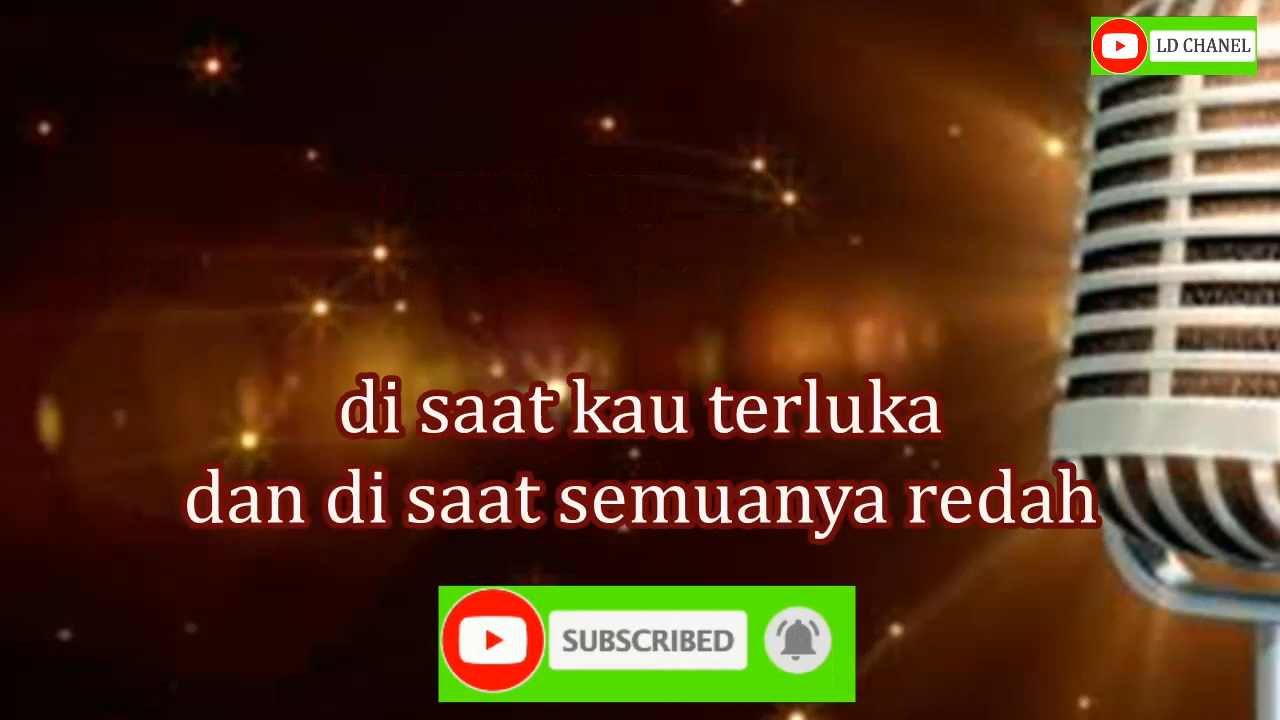 LD CHANEL
di saat kau terluka
dan di saat semuanya redah
SUBSCRIBED